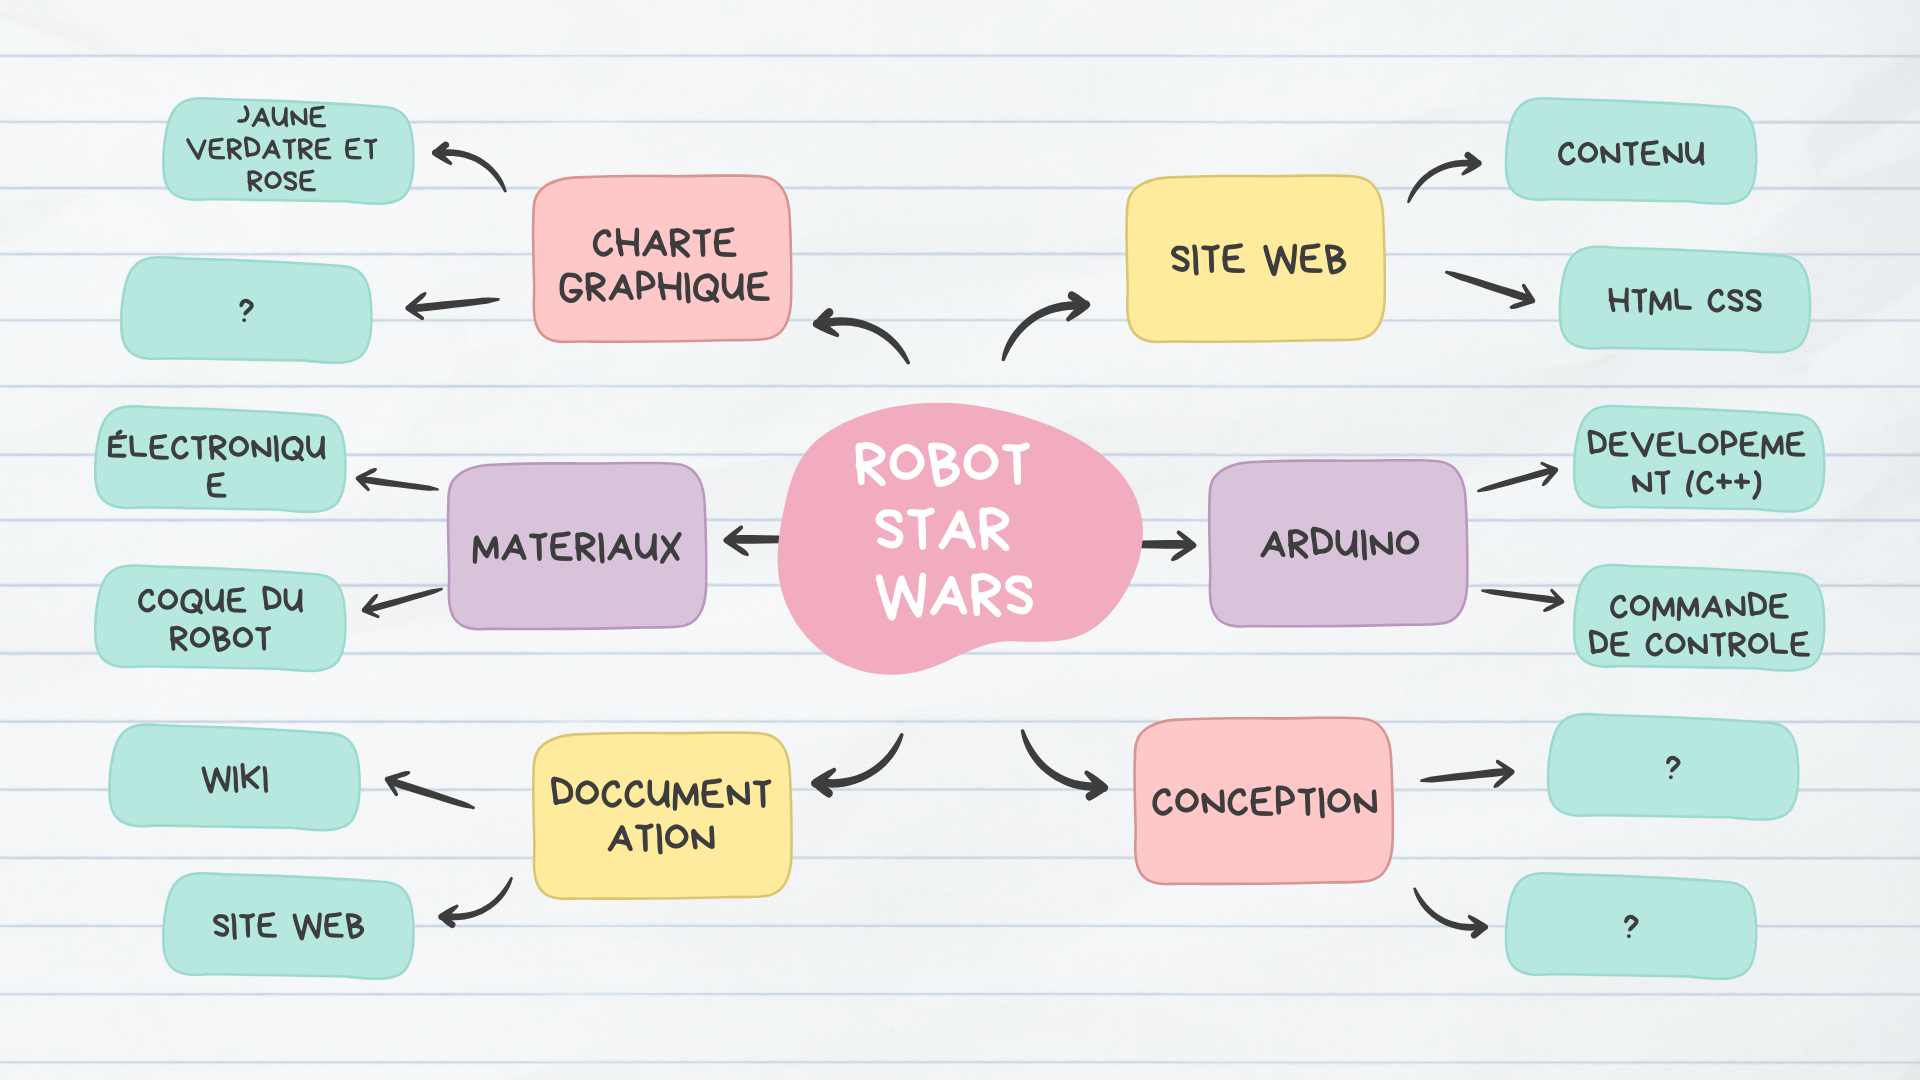 JAUNE
VERDATRE ET
ROSE
?
CHARTE
GRAPHIQUE
SITE WEB
CONTENU
HTML CSS
ÉLECTRONIQU
E
COQUE DU
ROBOT
MATERIAUX
ROBOT
STAR
WARS
ARDUINO
DEVELOPEME
NT (C++)
COMMANDE
DE CONTROLE
WIKI
SITE WEB
DOCCUMENT
ATION
CONCEPTION
?
?